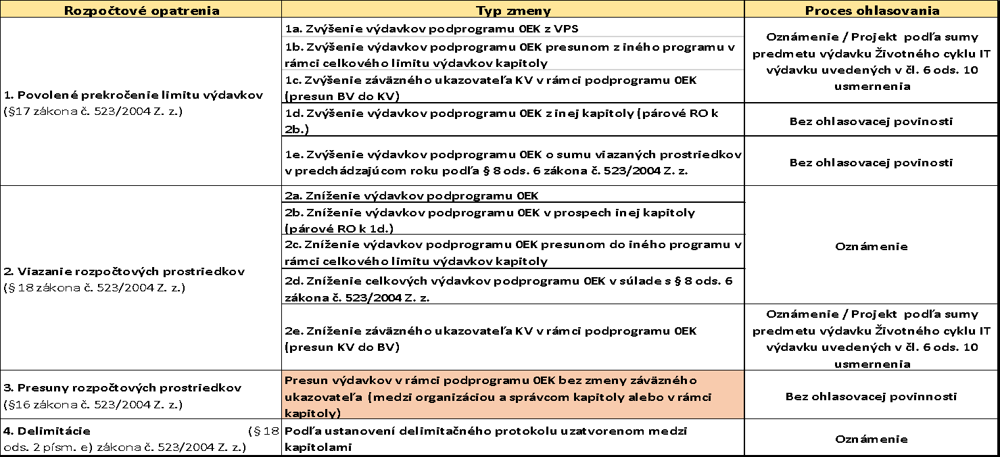 Rozpočtové opatrenia
Typ zmeny
Proces ohlasovania
1. Povolené prekročenie limitu výdavkov
(§17 zákona č. 523/2004 Z. z.)
1a. Zvýšenie výdavkov podprogramu 0EK z VPS
1b. Zvýšenie výdavkov podprogramu 0EK presunom z iného programu v
rámci celkového limitu výdavkov kapitoly
1c. Zvýšenie záväzného ukazovateľa KV v rámci podprogramu 0EK
(presun BV do KV)
Oznámenie / Projekt podľa sumy
predmetu výdavku Životného cyklu IT
výdavku uvedených v čl. 6 ods. 10
usmernenia
1d. Zvýšenie výdavkov podprogramu 0EK z inej kapitoly (párové RO k
2b.)
Bez ohlasovacej povinosti
1e. Zvýšenie výdavkov podprogramu 0EK o sumu viazaných prostriedkov
v predchádzajúcom roku podľa § 8 ods. 6 zákona č. 523/2004 Z. z.
Bez ohlasovacej povinosti
2. Viazanie rozpočtových prostriedkov
(§ 18 zákona č. 523/2004 Z. z.)
2a. Zníženie výdavkov podprogramu 0EK
2b. Zníženie výdavkov podprogramu 0EK v prospech inej kapitoly
(párové RO k 1d.)
2c. Zníženie výdavkov podprogramu 0EK presunom do iného programu v
rámci celkového limitu výdavkov kapitoly
2d. Zníženie celkových výdavkov podprogramu 0EK v súlade s § 8 ods. 6
zákona č. 523/2004 Z. z.
Oznámenie
2e. Zníženie záväzného ukazovateľa KV v rámci podprogramu 0EK
(presun KV do BV)
Oznámenie / Projekt podľa sumy
predmetu výdavku Životného cyklu IT
výdavku uvedených v čl. 6 ods. 10
usmernenia
3. Presuny rozpočtových prostriedkov
(§16 zákona č. 523/2004 Z. z.)
Presun výdavkov v rámci podprogramu 0EK bez zmeny záväzného
ukazovateľa (medzi organizáciou a správcom kapitoly alebo v rámci
kapitoly)
Bez ohlasovacej povinnosti
4. Delimitácie (§ 18
ods. 2 písm. e) zákona č. 523/2004 Z. z.)
Podľa ustanovení delimitačného protokolu uzatvorenom medzi
kapitolami
Oznámenie